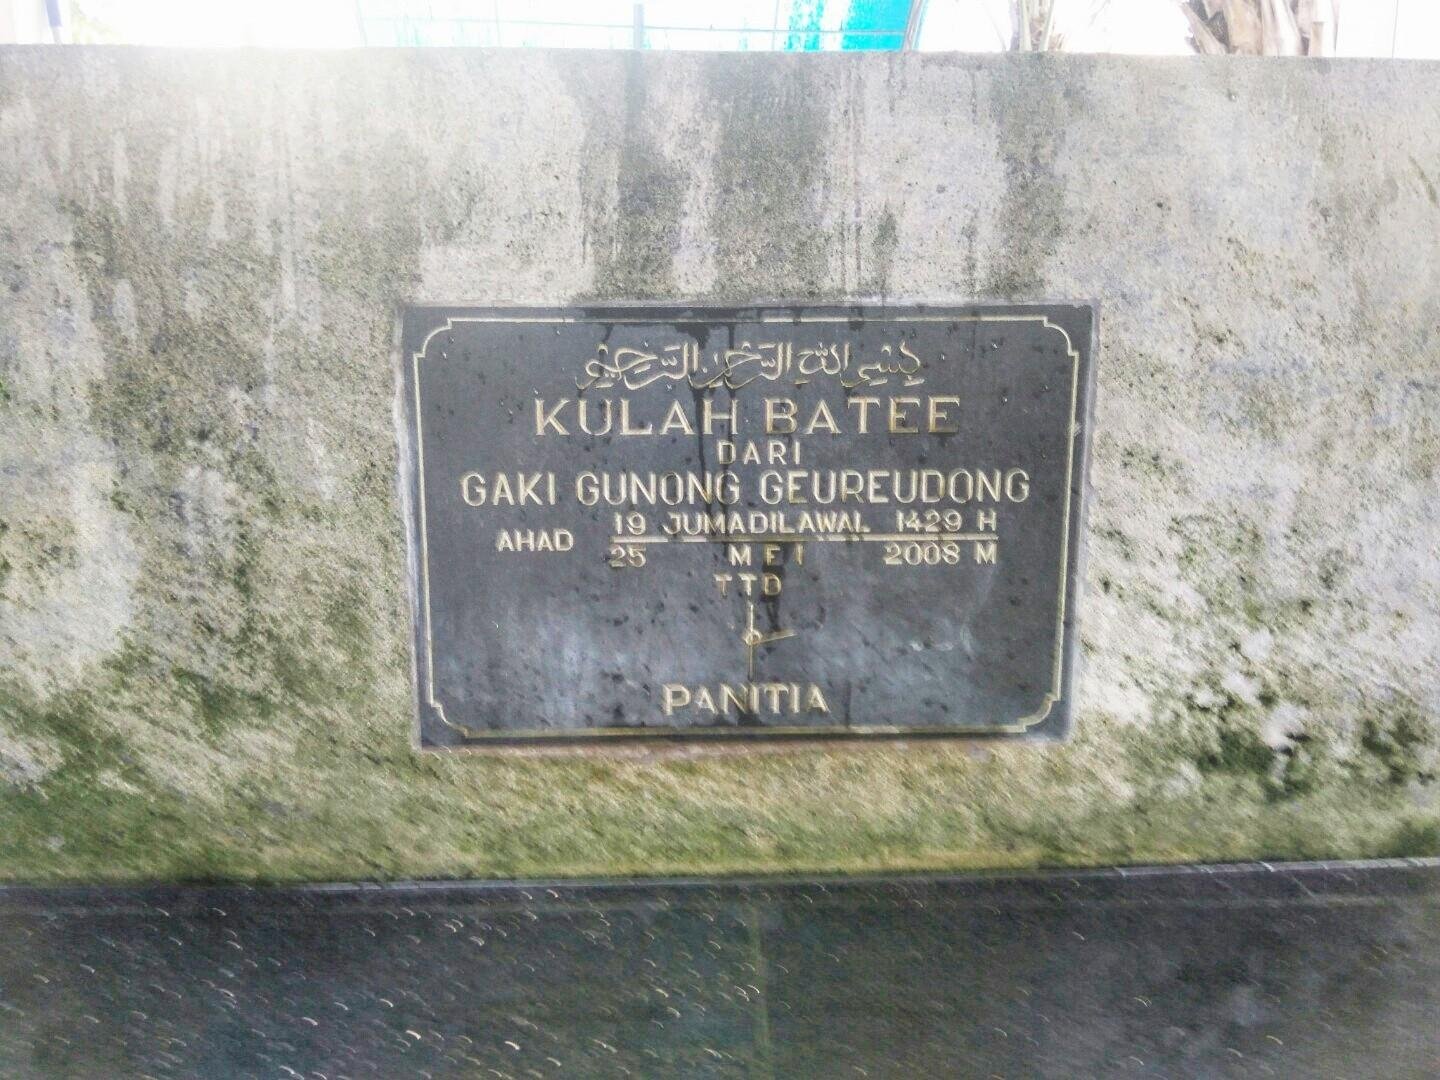 بسم الله الرحمن الرحيم
KULAH BATEE
DARI
GAKI GUNONG GEUREUDONG
AHAD 19 JUMADILAWAL 1429 H
25 MEI 2008 M
TTD
PANITIA